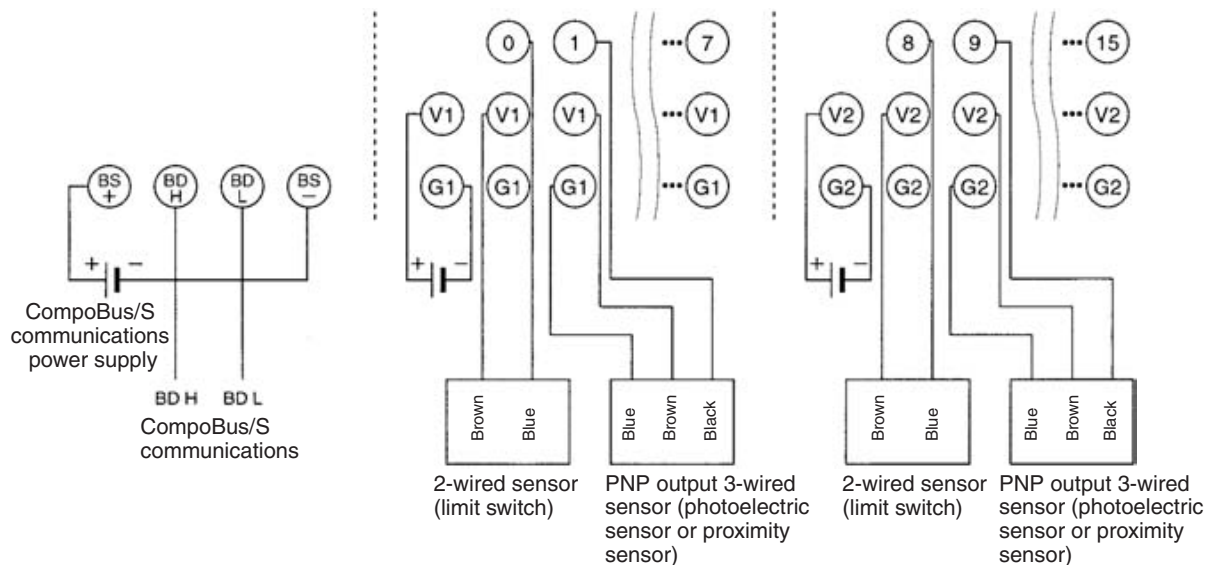 0 1 ••• 7
V1 V1 V1 ••• V1
G1 G1 G1 ••• G1
8 9 ••• 15
V2 V2 V2 ••• V2
G2 G2 G2 ••• G2
BS + BD H BD L BS −
+ −
CompoBus/S
communications
power supply
BD H BD L
CompoBus/S
communications
+ −
Brown Blue
2-wired sensor
(limit switch)
Blue Brown Black
PNP output 3-wired
sensor (photoelectric
sensor or proximity
sensor)
+ −
Brown Blue
2-wired sensor
(limit switch)
Blue Brown Black
PNP output 3-wired
sensor (photoelectric
sensor or proximity
sensor)